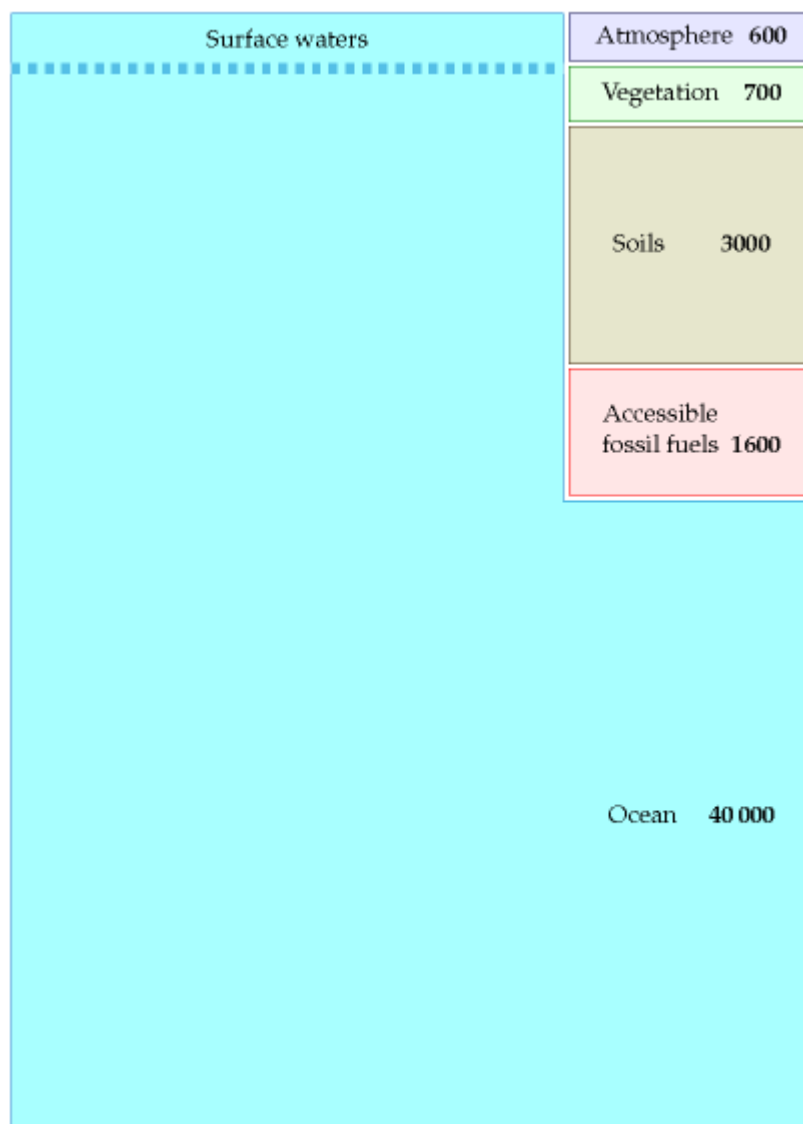 Surface waters
Atmosphere 600
Vegetation 700
Soils 3000
Accessible
fossil fuels 1600
Ocean 40 000